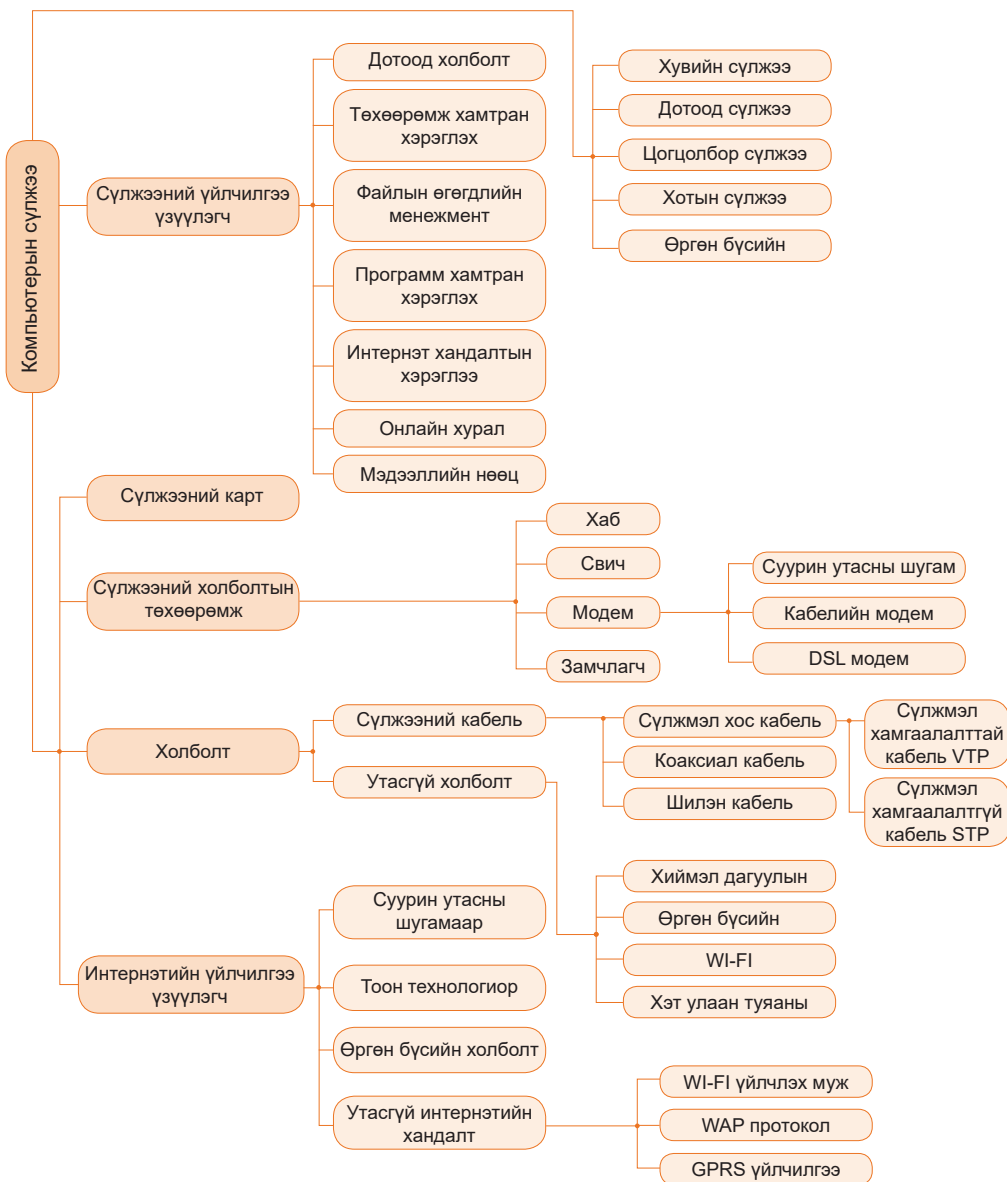 Компьютерын сүлжээ
Хувийн сүлжээ
Дотоод сүлжээ
Цогцолбор сүлжээ
Хотын сүлжээ
Өргөн бүсийн
Сүлжээний үйлчилгээ
үзүүлэгч
Дотоод холболт
Төхөөрөмж хамтран
хэрэглэх
Файлын өгөгдлийн
менежмент
Программ хамтран
хэрэглэх
Интернэт хандалтын
хэрэглээ
Онлайн хурал
Мэдээллийн нөөц
Сүлжээний карт
Сүлжээний холболтын
төхөөрөмж
Хаб
Свич
Модем
Замчлагч
Суурин утасны шугам
Кабелийн модем
DSL модем
Холболт
Сүлжээний кабель
Утасгүй холболт
Сүлжмэл хос кабель
Коаксиал кабель
Шилэн кабель
Сүлжмэл
хамгаалалттай
кабель VTP
Сүлжмэл
хамгаалалтгүй
кабель STP
Хиймэл дагуулын
Өргөн бүсийн
WI-FI
Хэт улаан туяаны
Интернэтийн үйлчилгээ
үзүүлэгч
Суурин утасны
шугамаар
Тоон технологиор
Өргөн бүсийн холболт
Утасгүй интернэтийн
хандалт
WI-FI үйлчлэх муж
WAP протокол
GPRS үйлчилгээ